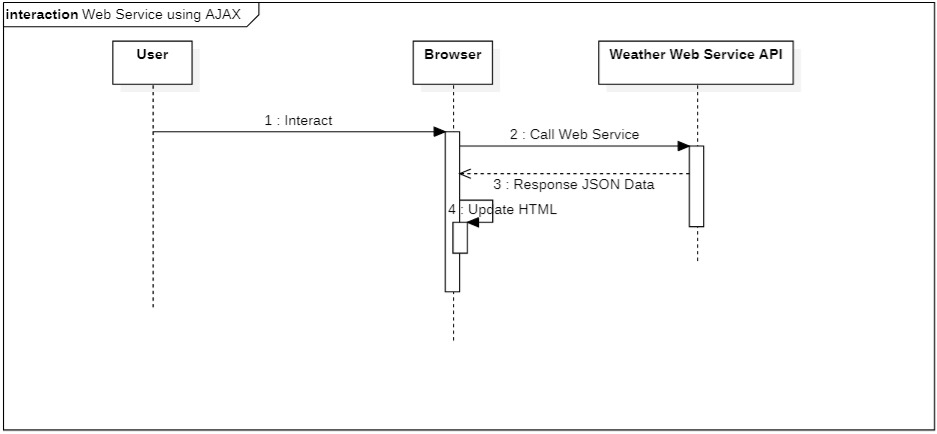 interaction Web Service using AJAX
User
Browser
Weather Web Service API
1 : Interact
2 : Call Web Service
3 : Response JSON Data
4 : Update HTML